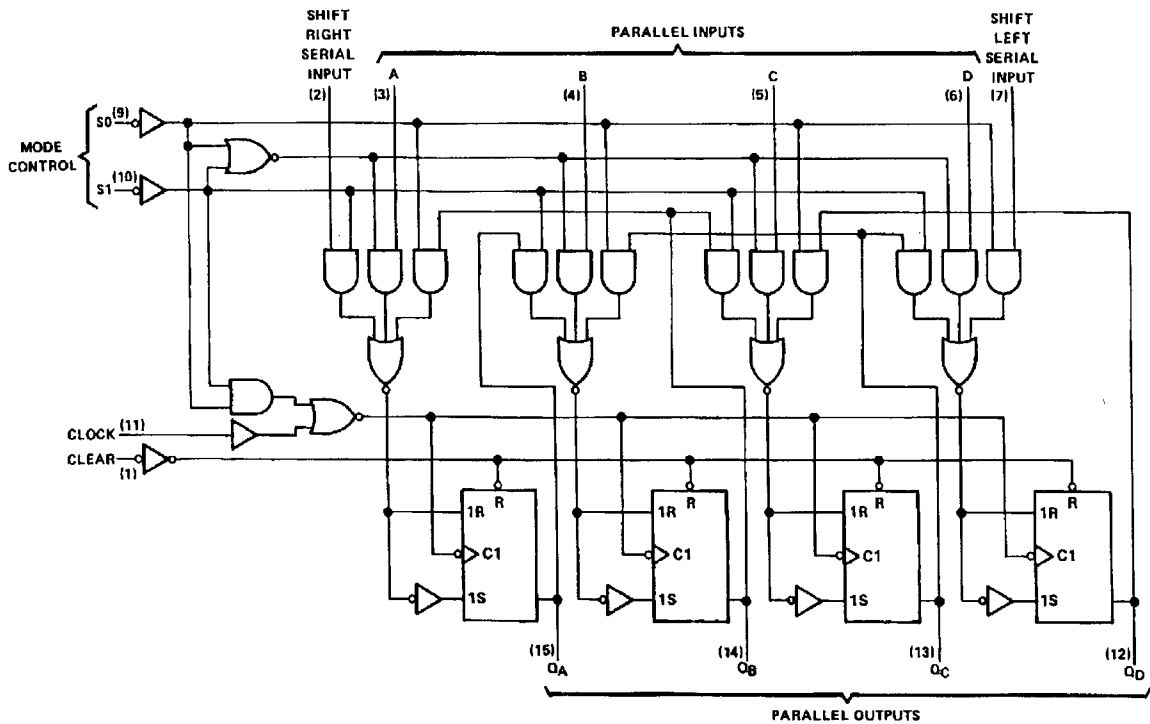 SHIFT
RIGHT
SERIAL
INPUT
(2)
PARALLEL INPUTS
A
(3)
B
(4)
C
(5)
D
(6)
SHIFT
LEFT
SERIAL
INPUT
(7)
MODE
CONTROL
S0 (9)
S1 (10)
CLOCK (11)
CLEAR (1)
R
1R
C1
1S
R
1R
C1
1S
R
1R
C1
1S
R
1R
C1
1S
(15)
QA
(14)
QB
(13)
QC
(12)
QD
PARALLEL OUTPUTS